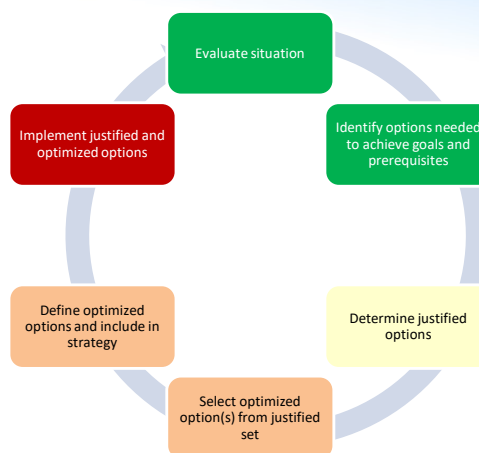 Evaluate situation
Identify options needed
to achieve goals and
prerequisites
Determine justified
options
Select optimized
option(s) from justified
set
Define optimized
options and include in
strategy
Implement justified and
optimized options